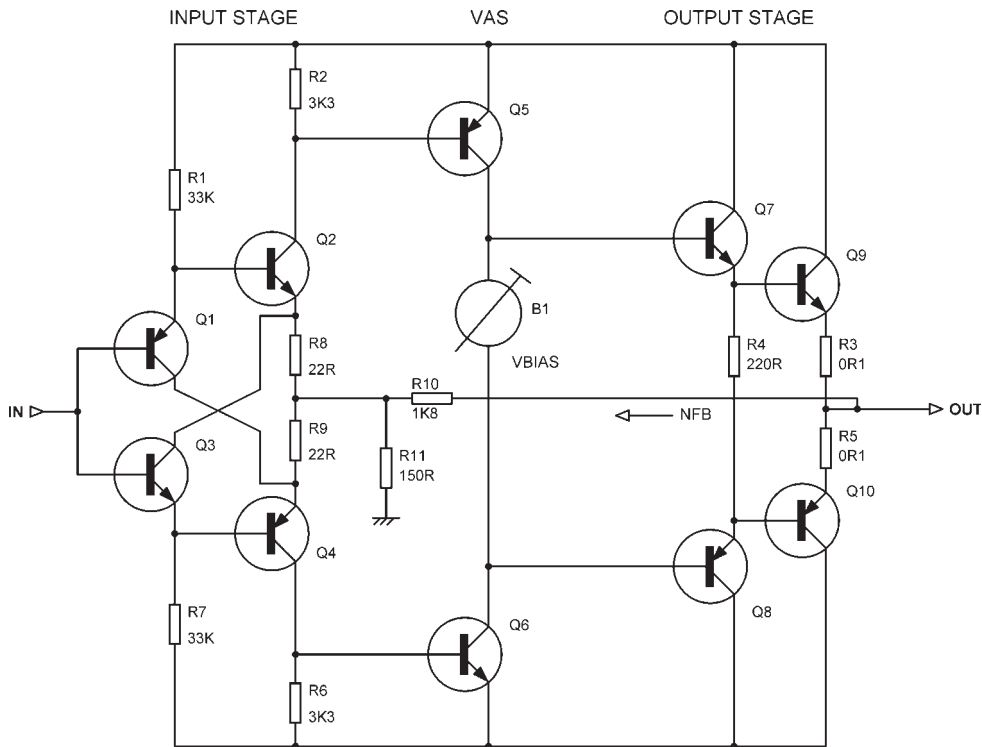 INPUT STAGE
VAS
OUTPUT STAGE
R2
3K3
Q5
R1
33K
Q7
Q2
Q9
Q1
B1
VBIAS
R8
22R
R4
220R
R3
0R1
R10
1K8
IN
NFB
OUT
Q3
R9
22R
R11
150R
R5
0R1
Q10
Q4
Q8
R7
33K
Q6
R6
3K3